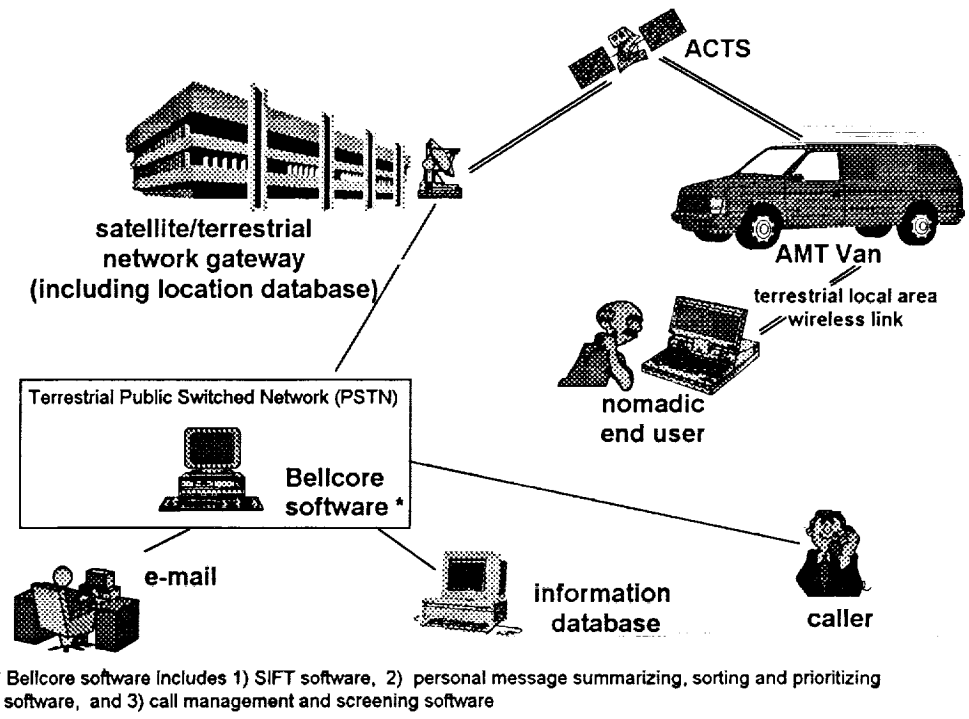 ACTS
satellite/terrestrial
network gateway
(including location database)
AMT Van
terrestrial local area
wireless link
nomadic
end user
Terrestrial Public Switched Network (PSTN)
Bellcore
software *
e-mail
information
database
caller
Bellcore software includes 1) SIFT software, 2) personal message summarizing, sorting and prioritizing
software, and 3) call management and screening software